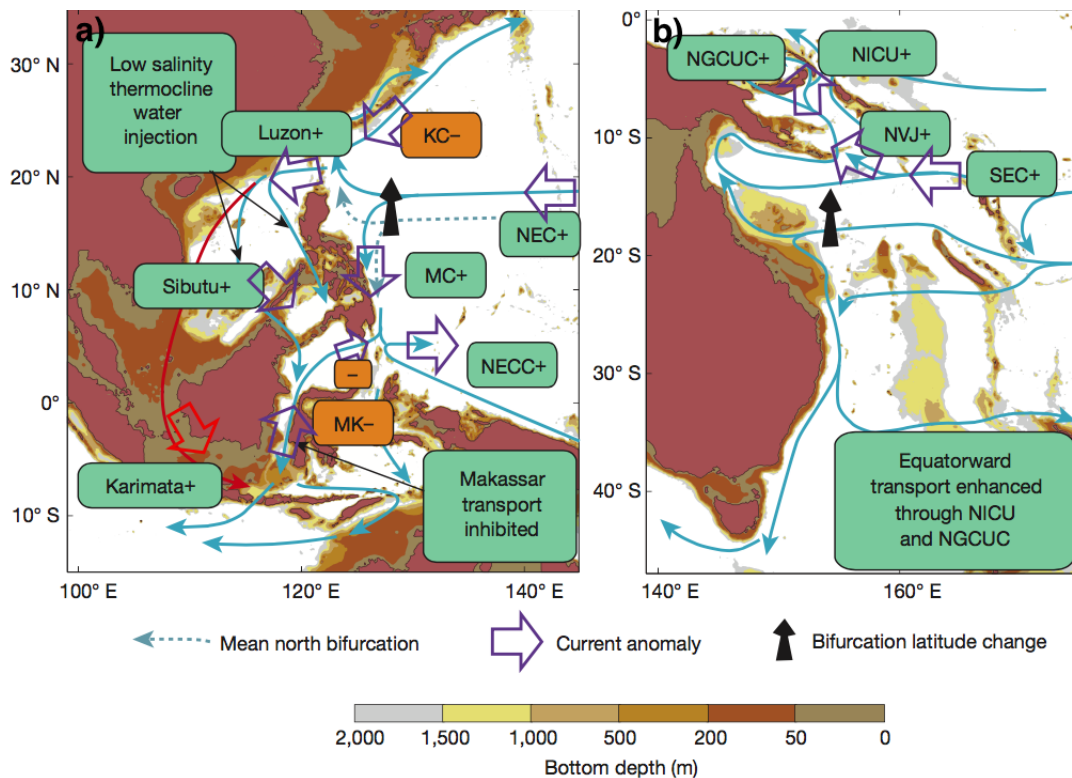 a)
30° N
20° N
10° N
0°
10° S
100° E
120° E
140° E
Low salinity
thermocline
water
injection
Luzon+
KC–
NEC+
Sibutu+
MC+
NECC+
–
MK–
Karimata+
Makassar
transport
inhibited
b)
0°
10° S
20° S
30° S
40° S
140° E
160° E
NGCUC+
NICU+
NVJ+
SEC+
Equatorward
transport enhanced
through NICU
and NGCUC
Mean north bifurcation
Current anomaly
Bifurcation latitude change
2,000
1,500
1,000
500
200
50
0
Bottom depth (m)